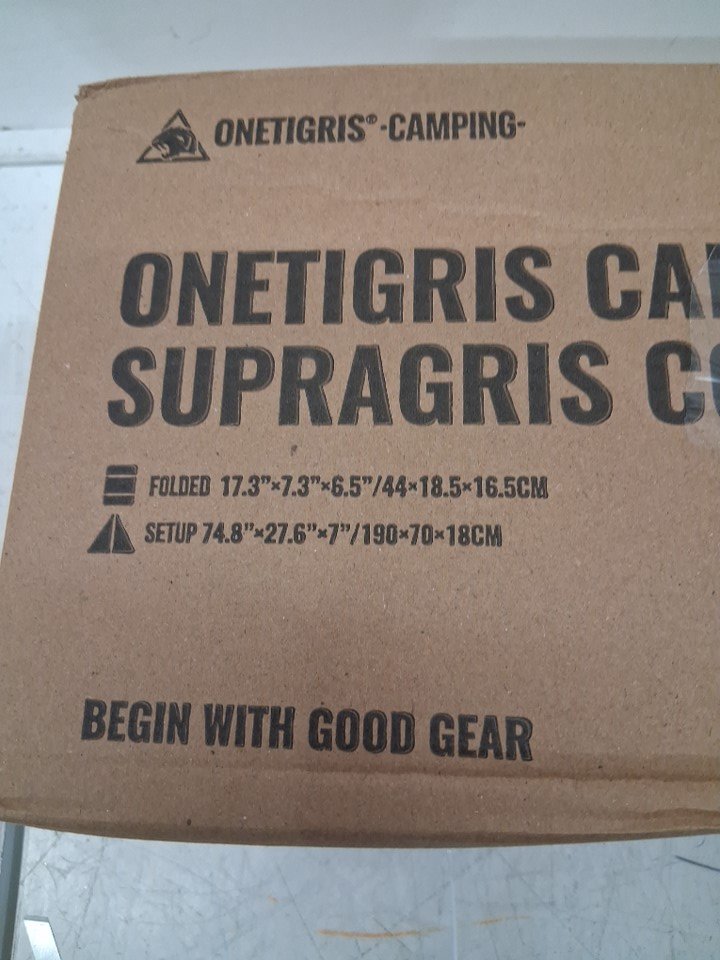 ONETIGRIS® -CAMPING-
ONETIGRIS
SUPRAGRIS
FOLDED 17.3”×7.3”×6.5”/44×18.5×16.5CM
SETUP 74.8”×27.6”×7”/190×70×18CM
BEGIN WITH GOOD GEAR